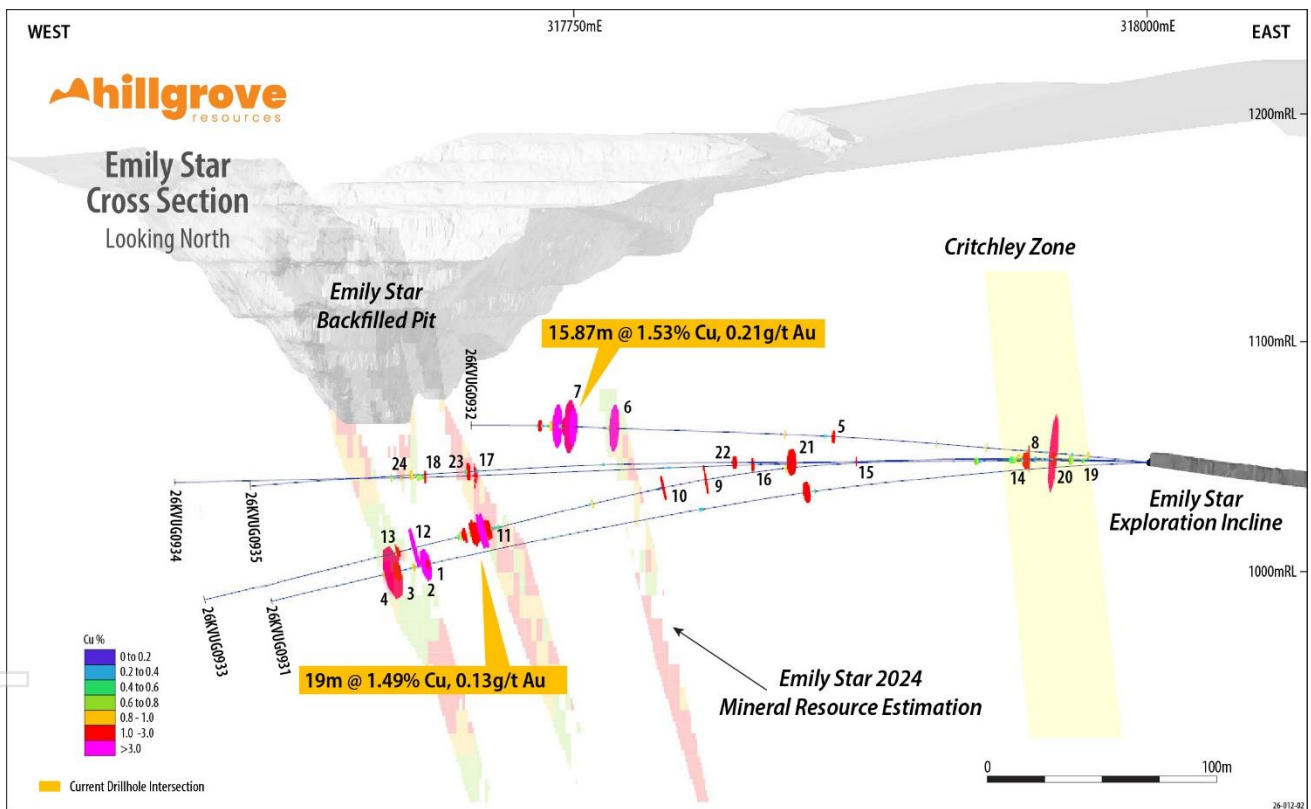 WEST
317750mE
318000mE
EAST
hillgrove
resources
Emily Star
Cross Section
Looking North
1200mRL
Critchley Zone
Emily Star
Backfilled Pit
15.87m @ 1.53% Cu, 0.21g/t Au
1100mRL
26KVUG0932
7
6
5
8
22
21
24
18
23
17
16
9
15
14
20
19
10
Emily Star
Exploration Incline
26KVUG0934
26KVUG0935
12
11
13
1
2
3
4
1000mRL
26KVUG0933
26KVUG0931
Cu %
0 to 0.2
0.2 to 0.4
0.4 to 0.6
0.6 to 0.8
0.8 - 1.0
1.0 -3.0
>3.0
19m @ 1.49% Cu, 0.13g/t Au
Emily Star 2024
Mineral Resource Estimation
Current Drillhole Intersection
0
100m
26-012-02